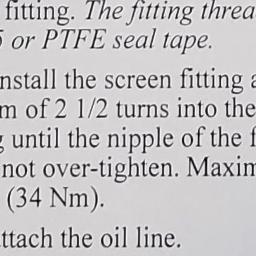 fitting. The fitting threa
5 or PTFE seal tape.
nstall the screen fitting a
m of 2 1/2 turns into the
g until the nipple of the f
not over-tighten. Maxim
(34 Nm).
ttach the oil line.